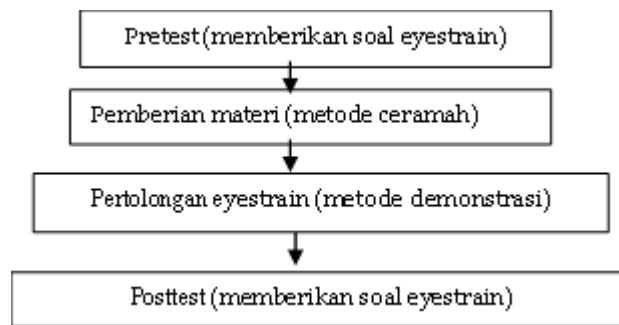 Pretest (memberikan soal eyestrain)
Pemberian materi (metode ceramah)
Pertolongan eyestrain (metode demonstrasi)
Posttest (memberikan soal eyestrain)